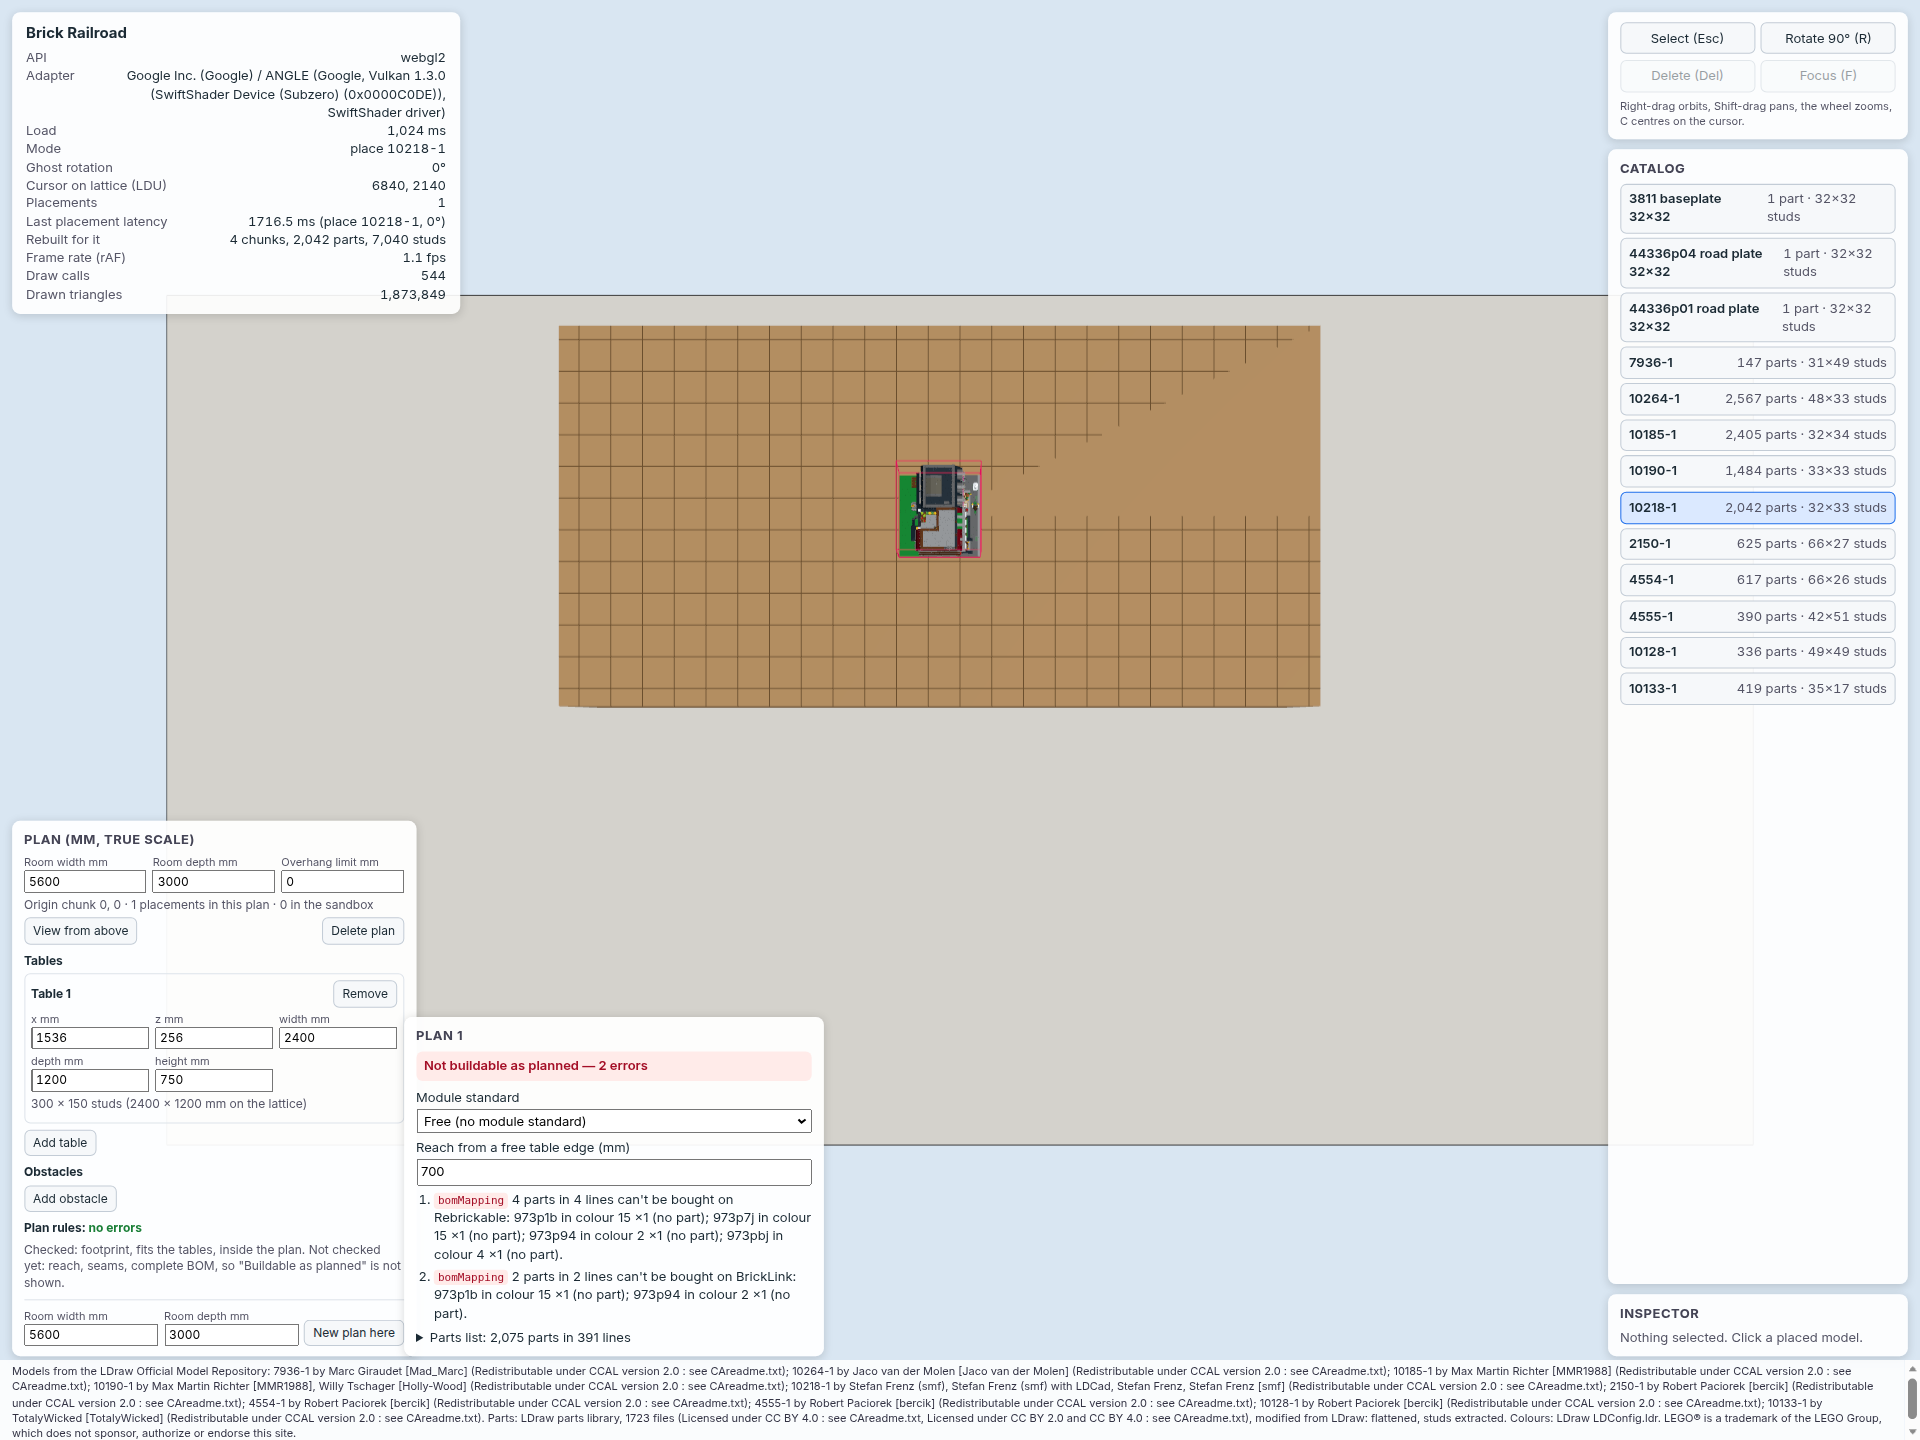 Brick Railroad
API webgl2
Adapter Google Inc. (Google) / ANGLE (Google, Vulkan 1.3.0
(SwiftShader Device (Subzero) (0x0000C0DE)),
SwiftShader driver)
Load 1,024 ms
Mode place 10218-1
Ghost rotation 0°
Cursor on lattice (LDU) 6840, 2140
Placements 1
Last placement latency 1716.5 ms (place 10218-1, 0°)
Rebuilt for it 4 chunks, 2,042 parts, 7,040 studs
Frame rate (rAF) 1.1 fps
Draw calls 544
Drawn triangles 1,873,849
Select (Esc) Rotate 90° (R)
Delete (Del) Focus (F)
Right-drag orbits, Shift-drag pans, the wheel zooms,
C centres on the cursor.
CATALOG
3811 baseplate 1 part · 32×32
32×32 studs
44336p04 road plate 1 part · 32×32
32×32 studs
44336p01 road plate 1 part · 32×32
32×32 studs
7936-1 147 parts · 31×49 studs
10264-1 2,567 parts · 48×33 studs
10185-1 2,405 parts · 32×34 studs
10190-1 1,484 parts · 33×33 studs
10218-1 2,042 parts · 32×33 studs
2150-1 625 parts · 66×27 studs
4554-1 617 parts · 66×26 studs
4555-1 390 parts · 42×51 studs
10128-1 336 parts · 49×49 studs
10133-1 419 parts · 35×17 studs
PLAN (MM, TRUE SCALE)
Room width mm Room depth mm Overhang limit mm
5600 3000 0
Origin chunk 0, 0 · 1 placements in this plan · 0 in the sandbox
View from above Delete plan
Tables
Table 1 Remove
x mm z mm width mm
1536 256 2400
depth mm height mm
1200 750
300 × 150 studs (2400 × 1200 mm on the lattice)
Add table
Obstacles
Add obstacle
Plan rules: no errors
Checked: footprint, fits the tables, inside the plan. Not checked
yet: reach, seams, complete BOM, so "Buildable as planned" is not
shown.
Room width mm Room depth mm
5600 3000 New plan here
PLAN 1
Not buildable as planned — 2 errors
Module standard
Free (no module standard)
Reach from a free table edge (mm)
700
1. bomMapping 4 parts in 4 lines can't be bought on
Rebrickable: 973p1b in colour 15 ×1 (no part); 973p7j in colour
15 ×1 (no part); 973p94 in colour 2 ×1 (no part); 973pbj in
colour 4 ×1 (no part).
2. bomMapping 2 parts in 2 lines can't be bought on BrickLink:
973p1b in colour 15 ×1 (no part); 973p94 in colour 2 ×1 (no
part).
Parts list: 2,075 parts in 391 lines
INSPECTOR
Nothing selected. Click a placed model.
Models from the LDraw Official Model Repository: 7936-1 by Marc Giraudet [Mad_Marc] (Redistributable under CCAL version 2.0 : see CAreadme.txt); 10264-1 by Jaco van der Molen [Jaco van der Molen] (Redistributable under CCAL version 2.0 : see CAreadme.txt); 10185-1 by Max Martin Richter [MMR1988] (Redistributable under CCAL version 2.0 : see
CAreadme.txt); 10190-1 by Max Martin Richter [MMR1988], Willy Tschager [Holly-Wood] (Redistributable under CCAL version 2.0 : see CAreadme.txt); 10218-1 by Stefan Frenz (smf), Stefan Frenz (smf) with LDCad, Stefan Frenz, Stefan Frenz [smf] (Redistributable under CCAL version 2.0 : see CAreadme.txt); 2150-1 by Robert Paciorek [bercik] (Redistributable
under CCAL version 2.0 : see CAreadme.txt); 4554-1 by Robert Paciorek [bercik] (Redistributable under CCAL version 2.0 : see CAreadme.txt); 4555-1 by Robert Paciorek [bercik] (Redistributable under CCAL version 2.0 : see CAreadme.txt); 10128-1 by Robert Paciorek [bercik] (Redistributable under CCAL version 2.0 : see CAreadme.txt); 10133-1 by
TotalyWicked [TotalyWicked] (Redistributable under CCAL version 2.0 : see CAreadme.txt). Parts: LDraw parts library, 1723 files (Licensed under CC BY 4.0 : see CAreadme.txt, Licensed under CC BY 2.0 and CC BY 4.0 : see CAreadme.txt), modified from LDraw: flattened, studs extracted. Colours: LDraw LDConfig.ldr. LEGO® is a trademark of the LEGO Group,
which does not sponsor, authorize or endorse this site.